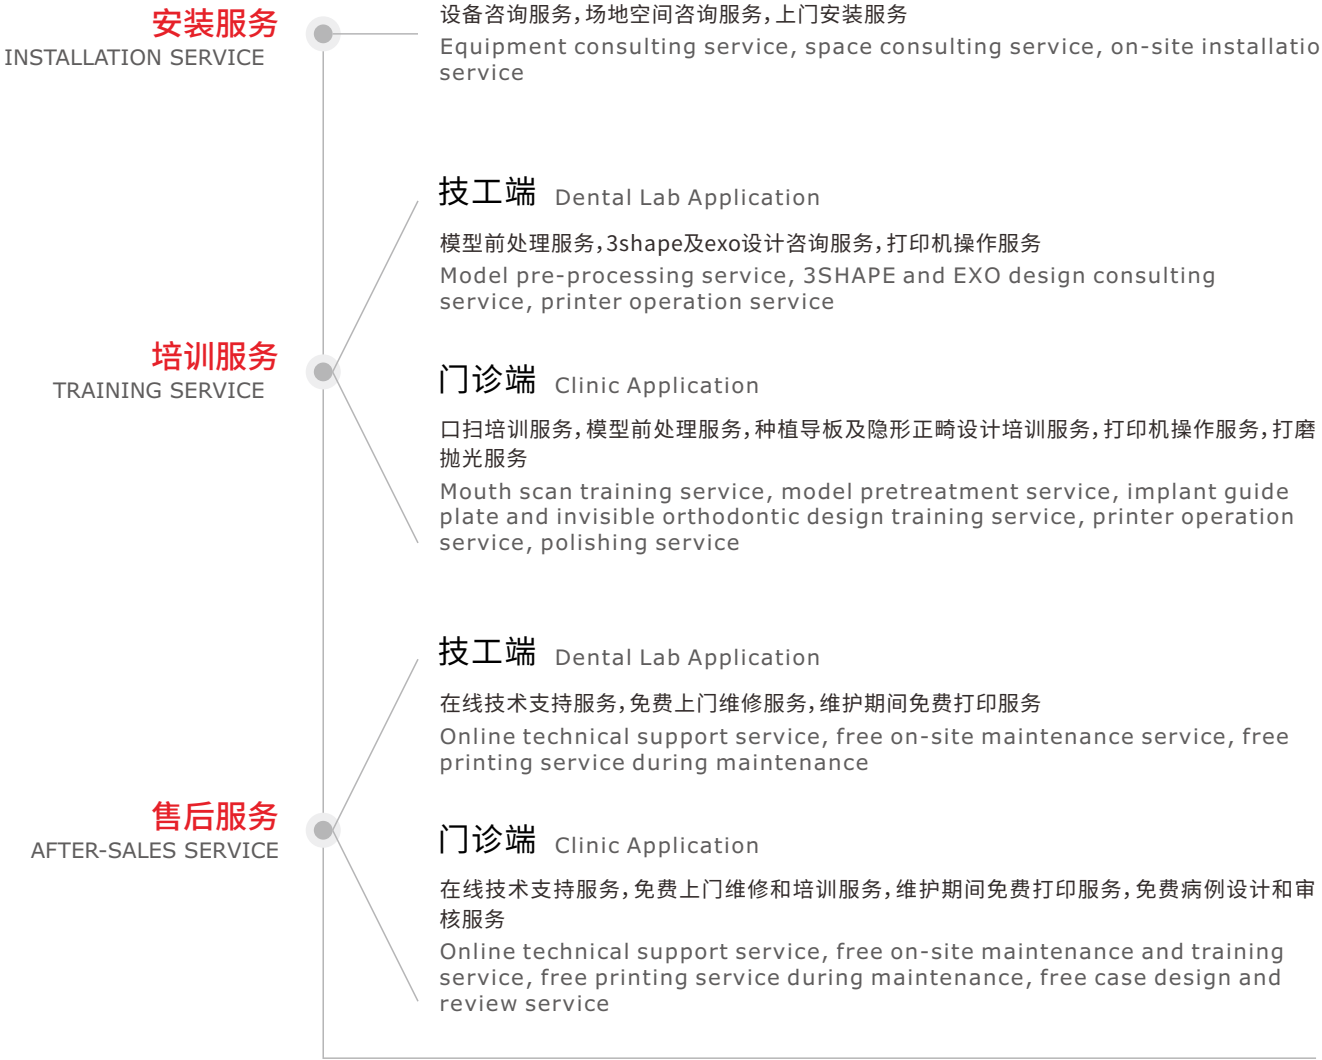 安装服务
INSTALLATION SERVICE
设备咨询服务,场地空间咨询服务,上门安装服务
Equipment consulting service, space consulting service, on-site installatio
service
技工端 Dental Lab Application
模型前处理服务,3shape及exo设计咨询服务,打印机操作服务
Model pre-processing service, 3SHAPE and EXO design consulting
service, printer operation service
培训服务
TRAINING SERVICE
门诊端 Clinic Application
口扫培训服务,模型前处理服务,种植导板及隐形正畸设计培训服务,打印机操作服务,打磨
抛光服务
Mouth scan training service, model pretreatment service, implant guide
plate and invisible orthodontic design training service, printer operation
service, polishing service
技工端 Dental Lab Application
在线技术支持服务,免费上门维修服务,维护期间免费打印服务
Online technical support service, free on-site maintenance service, free
printing service during maintenance
售后服务
AFTER-SALES SERVICE
门诊端 Clinic Application
在线技术支持服务,免费上门维修和培训服务,维护期间免费打印服务,免费病例设计和审
核服务
Online technical support service, free on-site maintenance and training
service, free printing service during maintenance, free case design and
review service